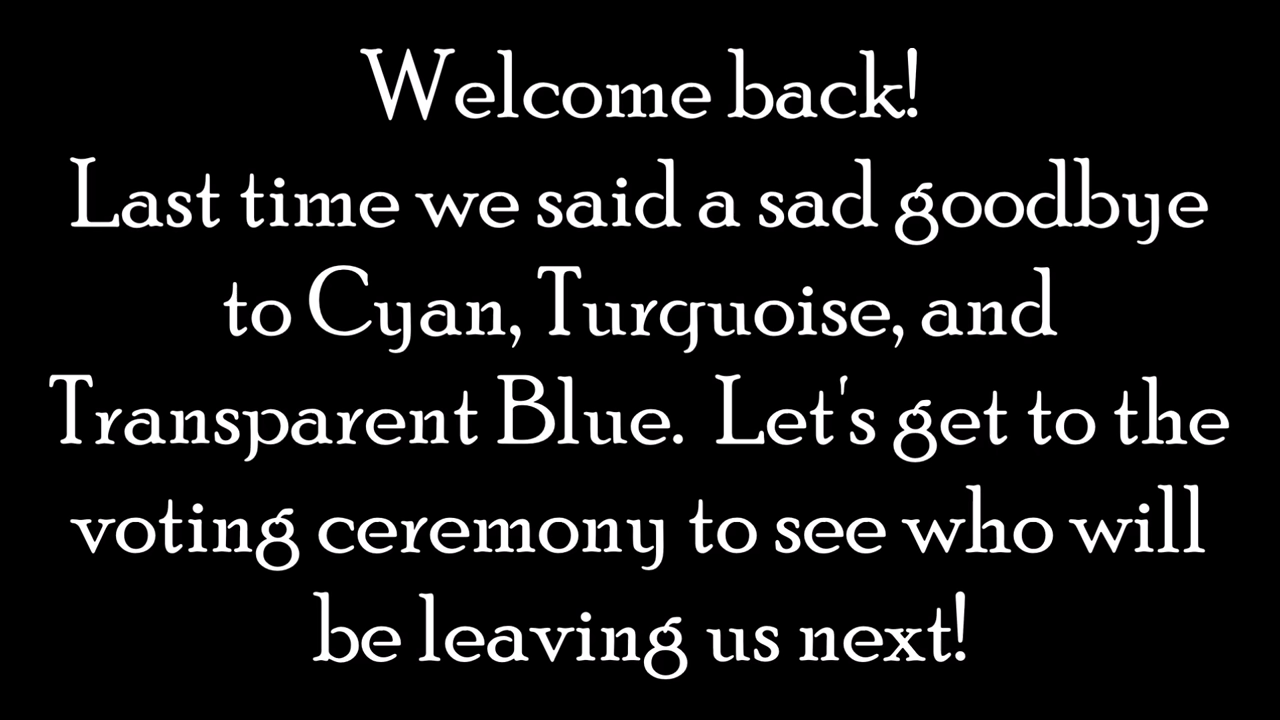 Welcome back!
Last time we said a sad goodbye
to Cyan, Turquoise, and
Transparent Blue.  Let's get to the
voting ceremony to see who will
be leaving us next!